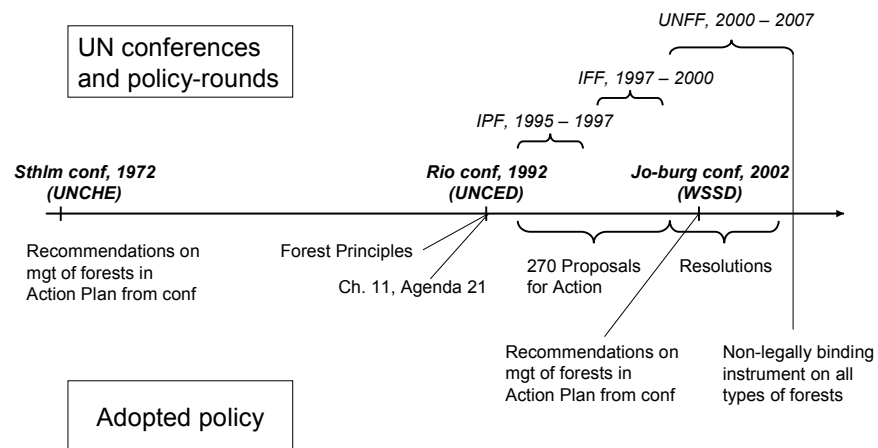 UN conferences
and policy-rounds
UNFF, 2000 – 2007
IFF, 1997 – 2000
IPF, 1995 – 1997
Sthlm conf, 1972
(UNCHE)
Rio conf, 1992
(UNCED)
Jo-burg conf, 2002
(WSSD)
Recommendations on
mgt of forests in
Action Plan from conf
Forest Principles
Ch. 11, Agenda 21
270 Proposals
for Action
Resolutions
Recommendations on
mgt of forests in
Action Plan from conf
Non-legally binding
instrument on all
types of forests
Adopted policy